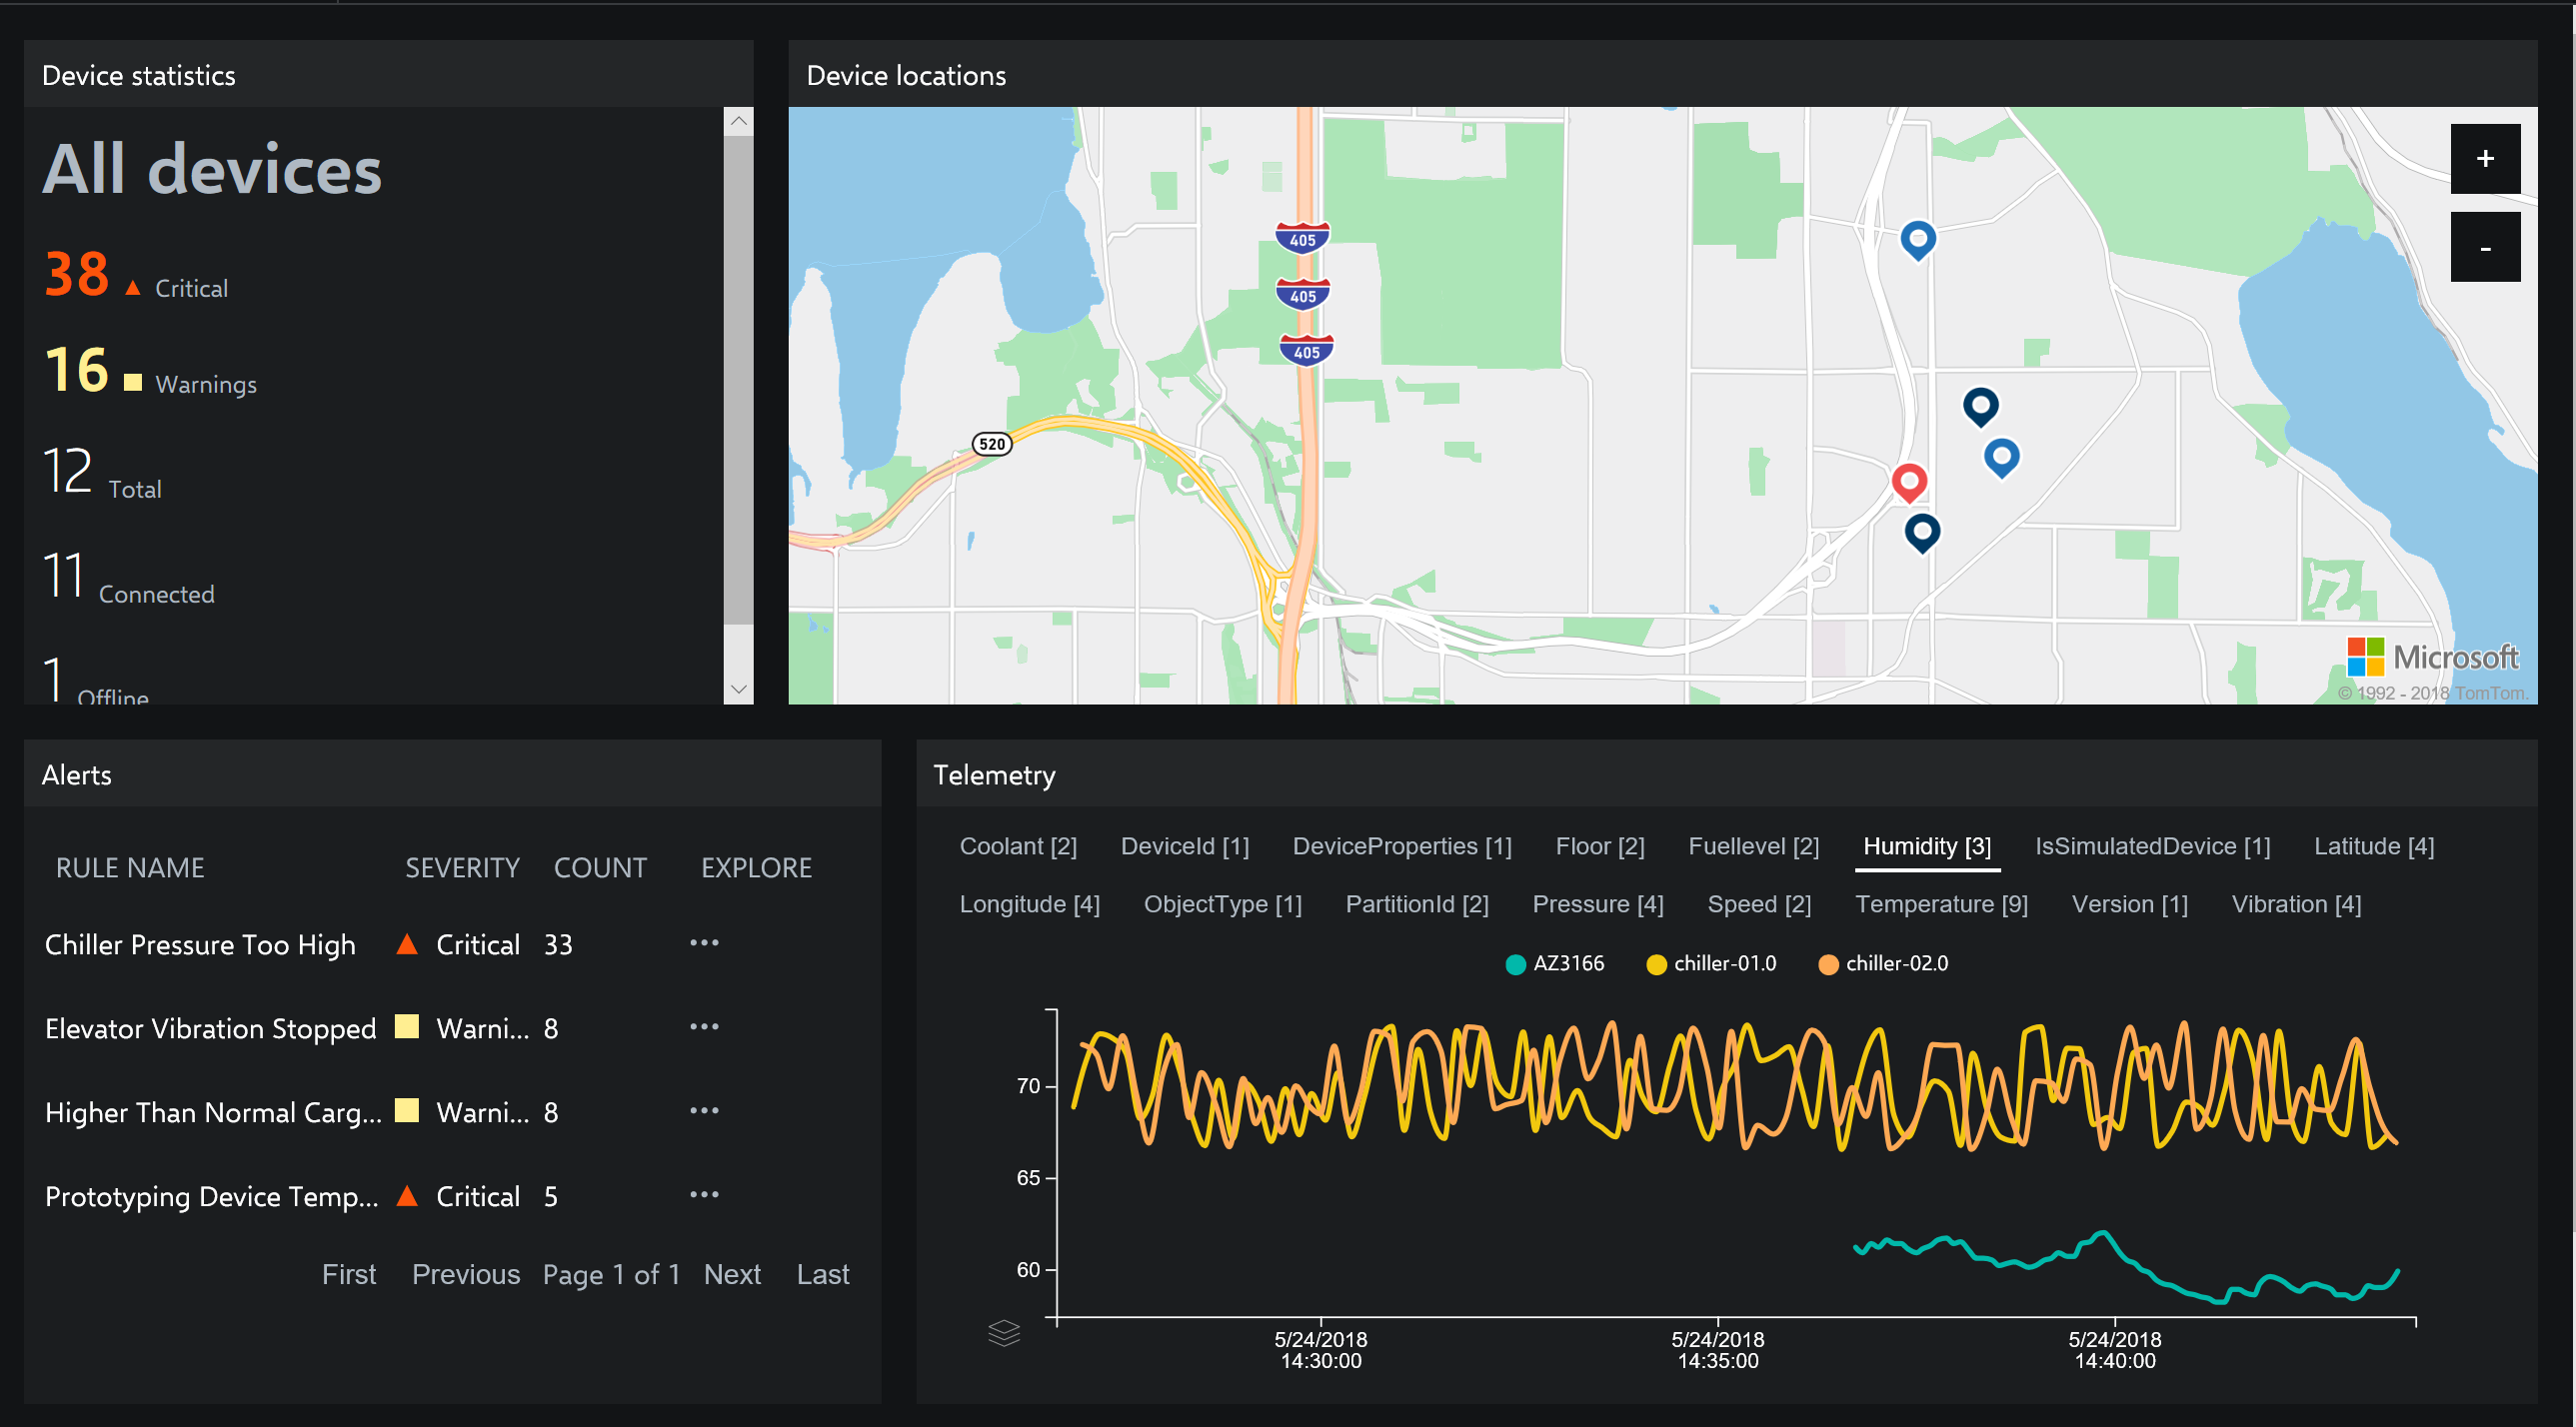 Device statistics
All devices
38 Critical
16 Warnings
12 Total
11 Connected
1 Offline
Device locations
405
405
405
520
+
-
Microsoft
© 1992 - 2018 TomTom.
Alerts
RULE NAME SEVERITY COUNT EXPLORE
Chiller Pressure Too High Critical 33 •••
Elevator Vibration Stopped Warni... 8 •••
Higher Than Normal Carg... Warni... 8 •••
Prototyping Device Temp... Critical 5 •••
First Previous Page 1 of 1 Next Last
Telemetry
Coolant [2] DeviceId [1] DeviceProperties [1] Floor [2] Fuellevel [2] Humidity [3] IsSimulatedDevice [1] Latitude [4]
Longitude [4] ObjectType [1] PartitionId [2] Pressure [4] Speed [2] Temperature [9] Version [1] Vibration [4]
AZ3166 chiller-01.0 chiller-02.0
70
65
60
5/24/2018 5/24/2018 5/24/2018
14:30:00 14:35:00 14:40:00